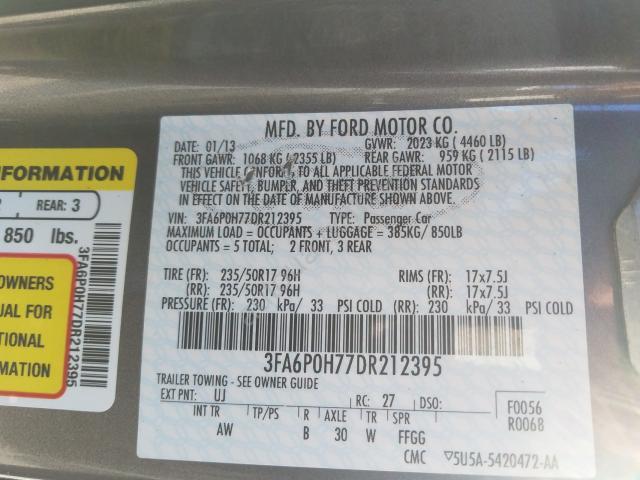 MFD. BY FORD MOTOR CO.
DATE: 01/13 GVWR: 2023 KG ( 4460 LB)
FRONT GAWR: 1068 KG ( 2355 LB) REAR GAWR: 959 KG ( 2115 LB)
THIS VEHICLE CONFORMS TO ALL APPLICABLE FEDERAL MOTOR
VEHICLE SAFETY, BUMPER, AND THEFT PREVENTION STANDARDS
IN EFFECT ON THE DATE OF MANUFACTURE SHOWN ABOVE.
VIN: 3FA6P0H77DR212395 TYPE: Passenger Car
MAXIMUM LOAD = OCCUPANTS + LUGGAGE = 385KG/ 850LB
OCCUPANTS = 5 TOTAL: 2 FRONT, 3 REAR
TIRE (FR): 235/50R17 96H RIMS (FR): 17x7.5J
(RR): 235/50R17 96H (RR): 17x7.5J
PRESSURE (FR): 230 kPa/ 33 PSI COLD (RR): 230 kPa/ 33 PSI COLD
3FA6P0H77DR212395
TRAILER TOWING - SEE OWNER GUIDE
EXT PNT: UJ RC: 27 DSO: F0056
R0068
INT TR TP/PS R AXLE TR SPR
AW B 30 W FFGG
CMC ▽5U5A-5420472-AA
INFORMATION
REAR: 3
850 lbs.
OWNERS
UAL FOR
TIONAL
RMATION
3FA6P0H77DR212395